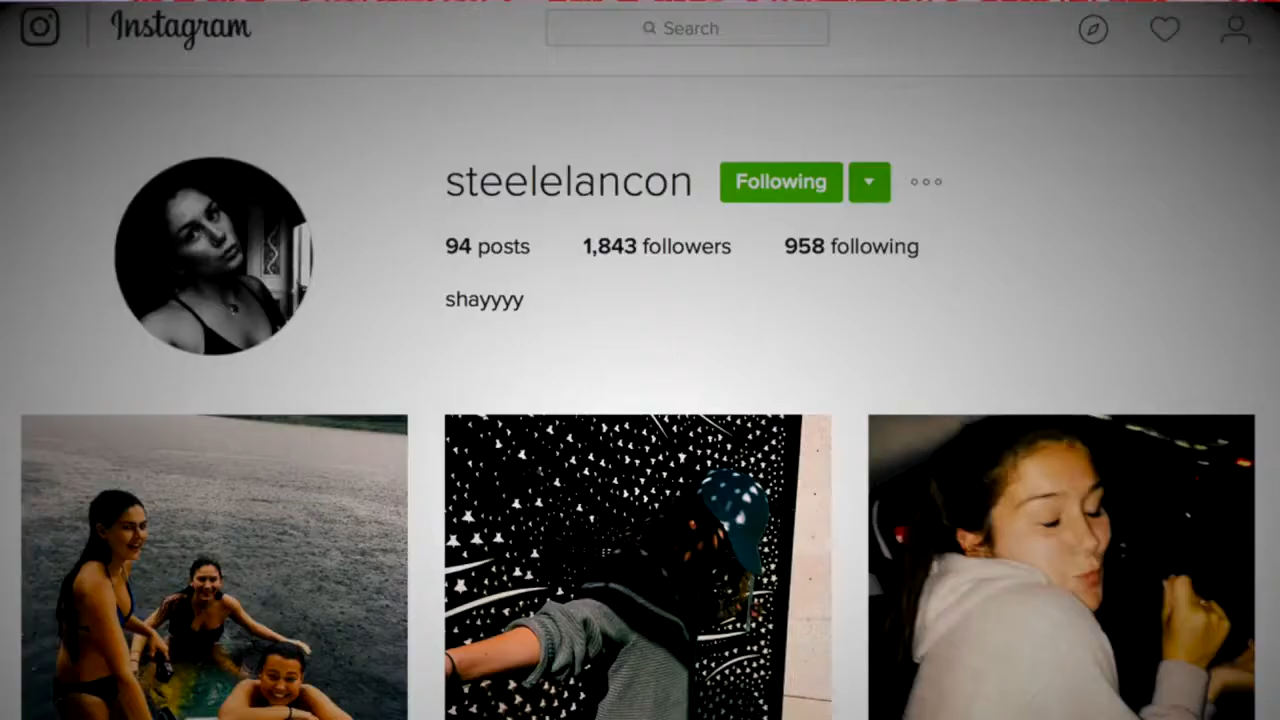 Instagram
Search
steelelancon
Following
94 posts 1,843 followers 958 following
shayyyy